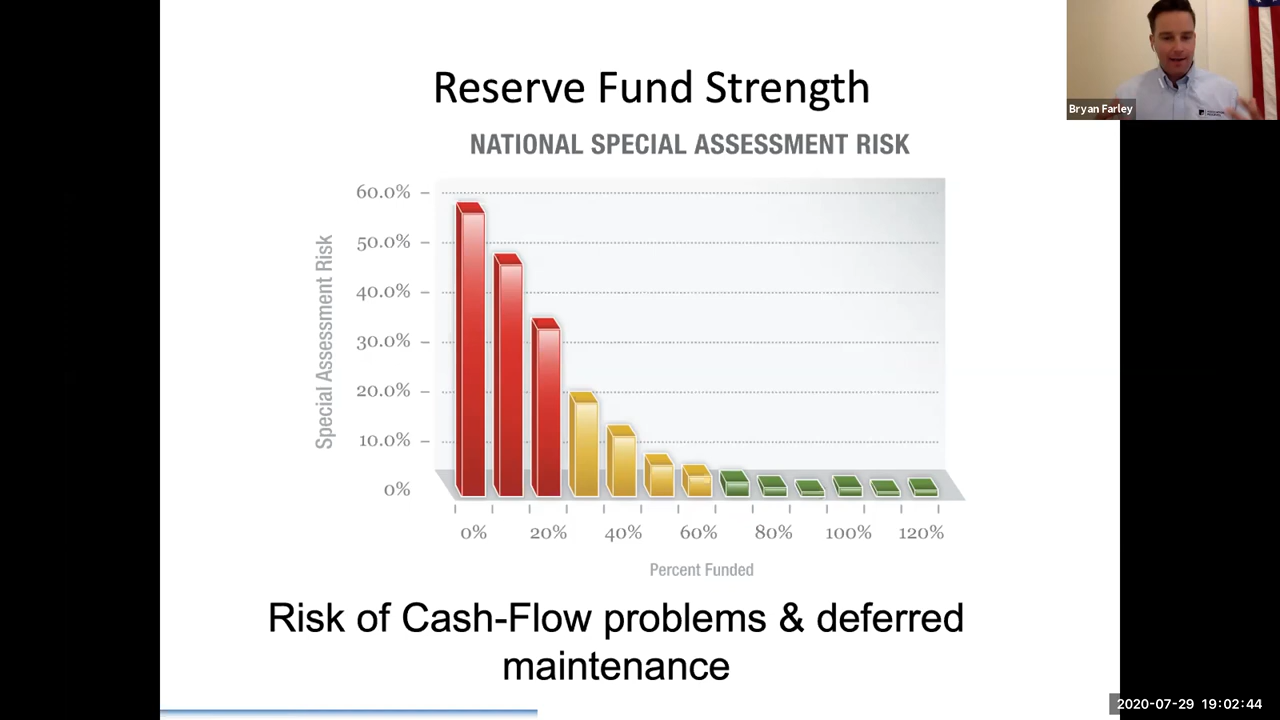 Reserve Fund Strength
NATIONAL SPECIAL ASSESSMENT RISK
Bryan Farley
60.0%
50.0%
40.0%
30.0%
20.0%
10.0%
0%
Special Assessment Risk
0% 20% 40% 60% 80% 100% 120%
Percent Funded
Risk of Cash-Flow problems & deferred
maintenance
2020-07-29 19:02:44